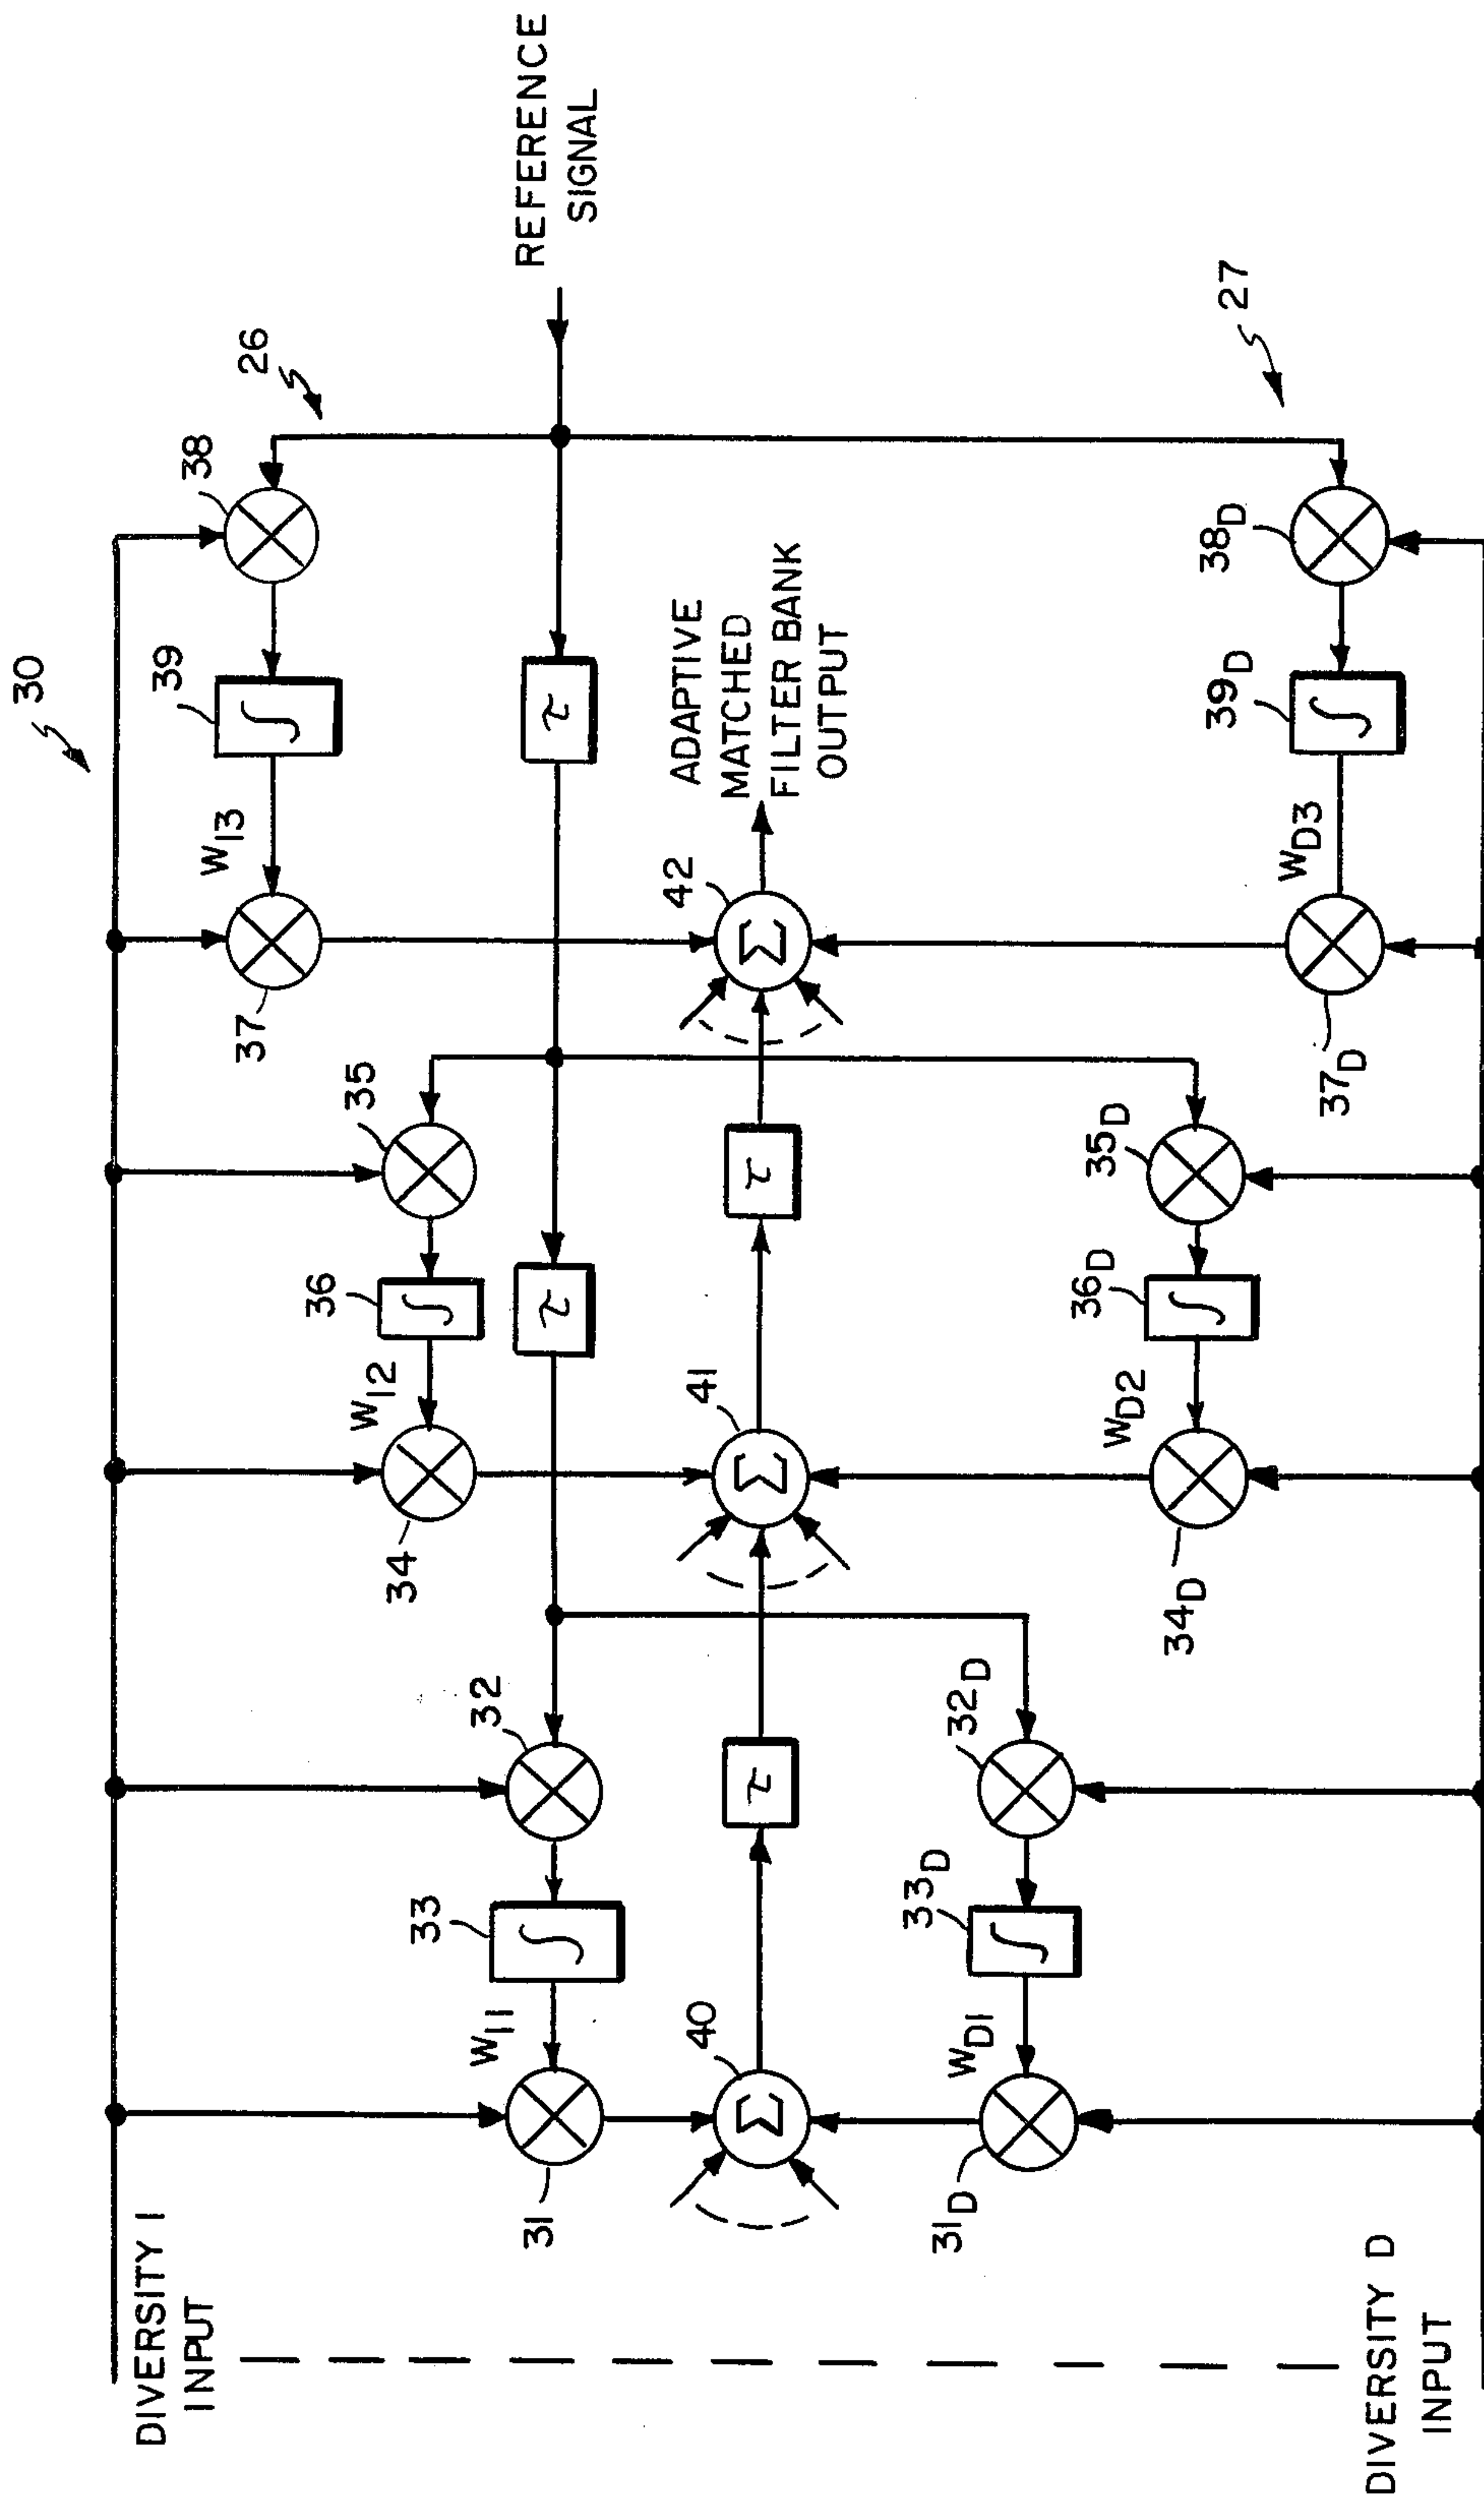 30
26
27
DIVERSITY 1
INPUT
REFERENCE
SIGNAL
31
W11
33
∫
32
34
W12
36
∫
35
37
W13
39
∫
38
τ
τ
40
Σ
τ
41
Σ
τ
42
Σ
ADAPTIVE
MATCHED
FILTER BANK
OUTPUT
31D
WD1
33D
∫
32D
34D
WD2
36D
∫
35D
37D
WD3
39D
∫
38D
DIVERSITY D
INPUT